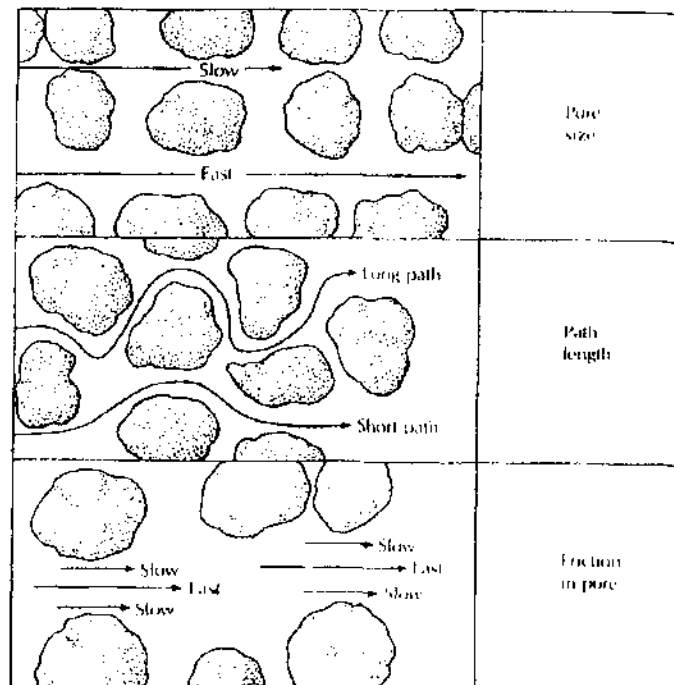 Slow
Pore
size
Fast
Long path
Path
length
Short path
Slow
Slow
Fast
Fast
Friction
in pore
Slow
Slow